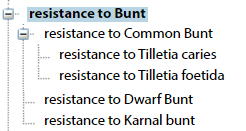 resistance to Bunt
resistance to Common Bunt
resistance to Tilletia caries
resistance to Tilletia foetida
resistance to Dwarf Bunt
resistance to Karnal bunt